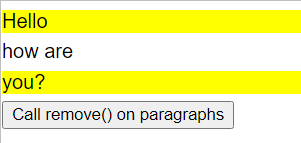 Hello
how are
you?
Call remove() on paragraphs